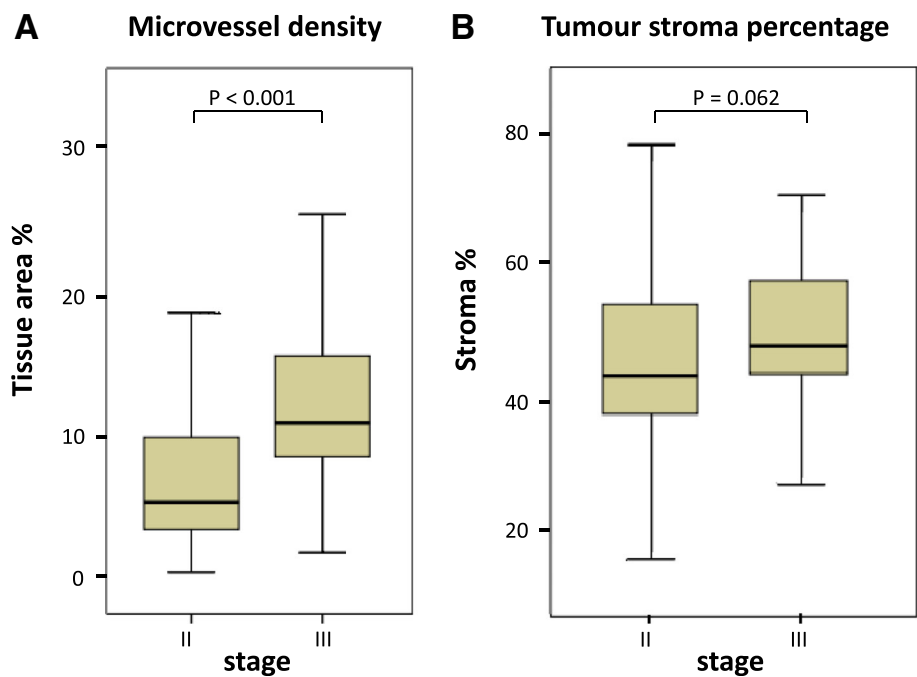 A Microvessel density
P < 0.001
30
20
10
0
Tissue area %
II III
stage
B Tumour stroma percentage
P = 0.062
80
60
40
20
Stroma %
II III
stage